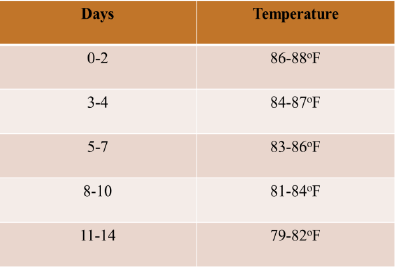 Days Temperature
0-2 86-88ºF
3-4 84-87ºF
5-7 83-86ºF
8-10 81-84ºF
11-14 79-82ºF